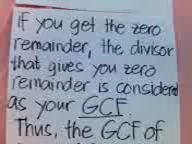 if you get the zero
remainder, the divisor
that gives you zero
remainder is considered
as your GCF.
Thus, the GCF of